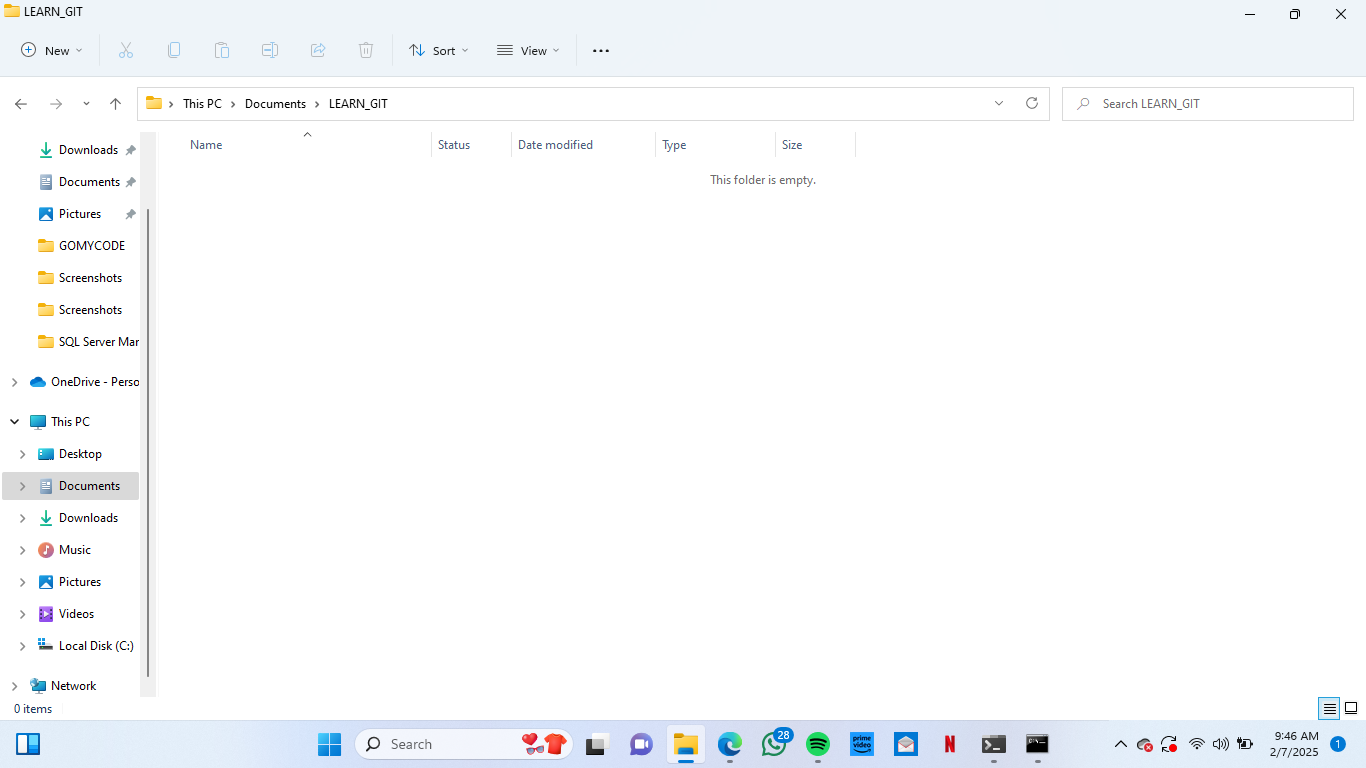 LEARN_GIT
New
Sort
View
This PC
Documents
LEARN_GIT
Search LEARN_GIT
Name
Status
Date modified
Type
Size
This folder is empty.
Downloads
Documents
Pictures
GOMYCODE
Screenshots
Screenshots
SQL Server Mar
OneDrive - Perso
This PC
Desktop
Documents
Downloads
Music
Pictures
Videos
Local Disk (C:)
Network
0 items
Search
28
prime video
N
9:46 AM
2/7/2025
1